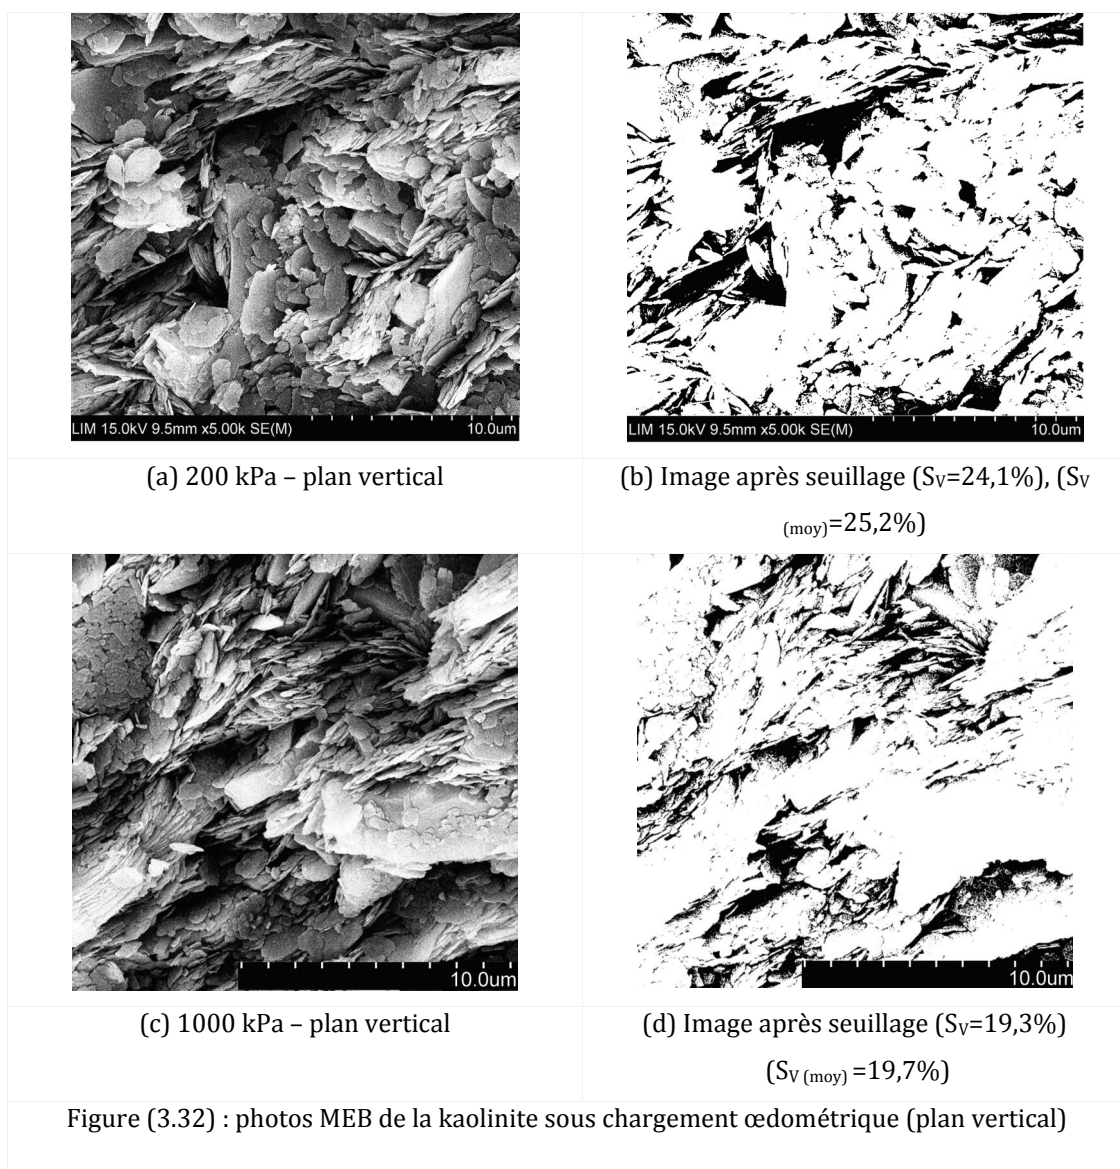 LIM 15.0kV 9.5mm x5.00k SE(M) 10.0um
LIM 15.0kV 9.5mm x5.00k SE(M) 10.0um
(a) 200 kPa – plan vertical
(b) Image après seuillage (SV=24,1%), (SV
(moy)=25,2%)
10.0um
10.0um
(c) 1000 kPa – plan vertical
(d) Image après seuillage (SV=19,3%)
(SV (moy) =19,7%)
Figure (3.32) : photos MEB de la kaolinite sous chargement œdométrique (plan vertical)